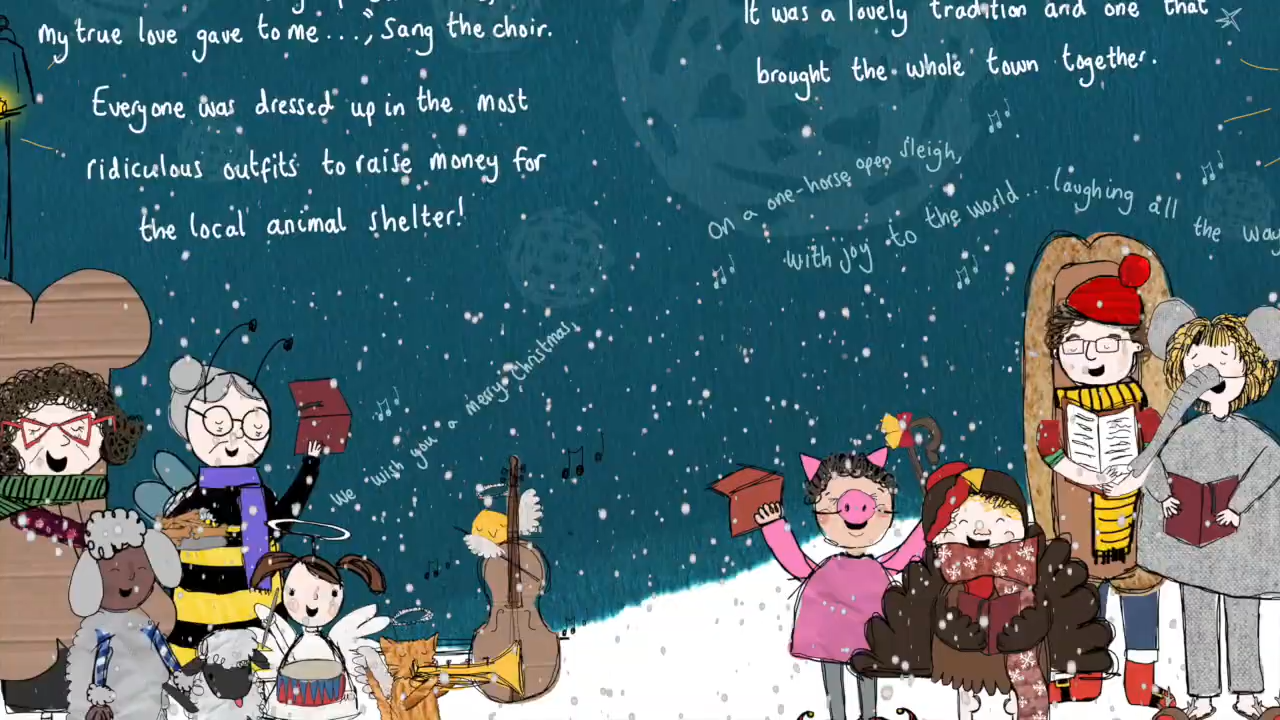 my true love gave to me...," Sang the choir.
Everyone was dressed up in the most
ridiculous outfits to raise money for
the local animal shelter!
It was a lovely tradition and one that
brought the whole town together.
On a one-horse open sleigh,
with joy to the world...laughing all
the way
We wish you a merry Christmas,